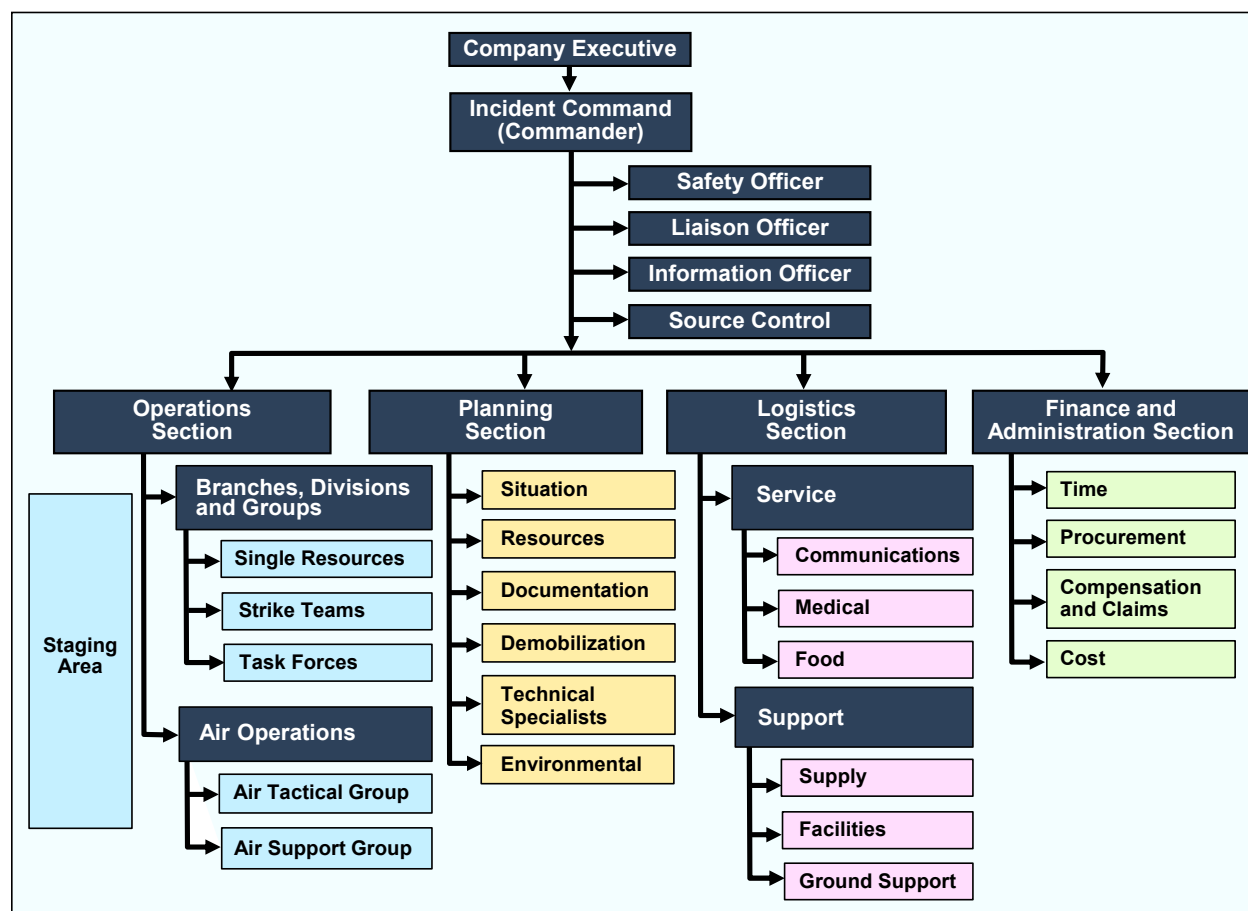 Company Executive
Incident Command
(Commander)
Safety Officer
Liaison Officer
Information Officer
Source Control
Operations
Section
Branches, Divisions
and Groups
Single Resources
Strike Teams
Task Forces
Staging
Area
Air Operations
Air Tactical Group
Air Support Group
Planning
Section
Situation
Resources
Documentation
Demobilization
Technical
Specialists
Environmental
Logistics
Section
Service
Communications
Medical
Food
Support
Supply
Facilities
Ground Support
Finance and
Administration Section
Time
Procurement
Compensation
and Claims
Cost